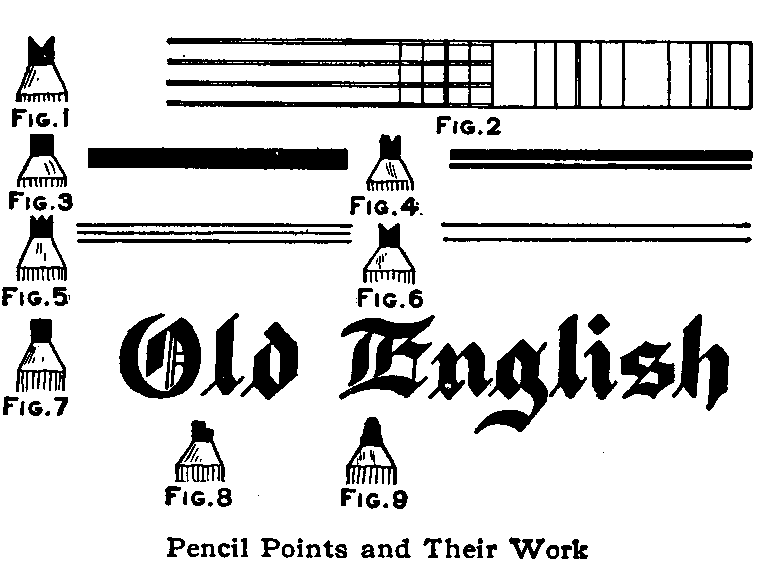 FIG.1
FIG.2
FIG.3
FIG.4.
FIG.5
FIG.6
FIG.7
Old English
FIG.8
FIG.9
Pencil Points and Their Work